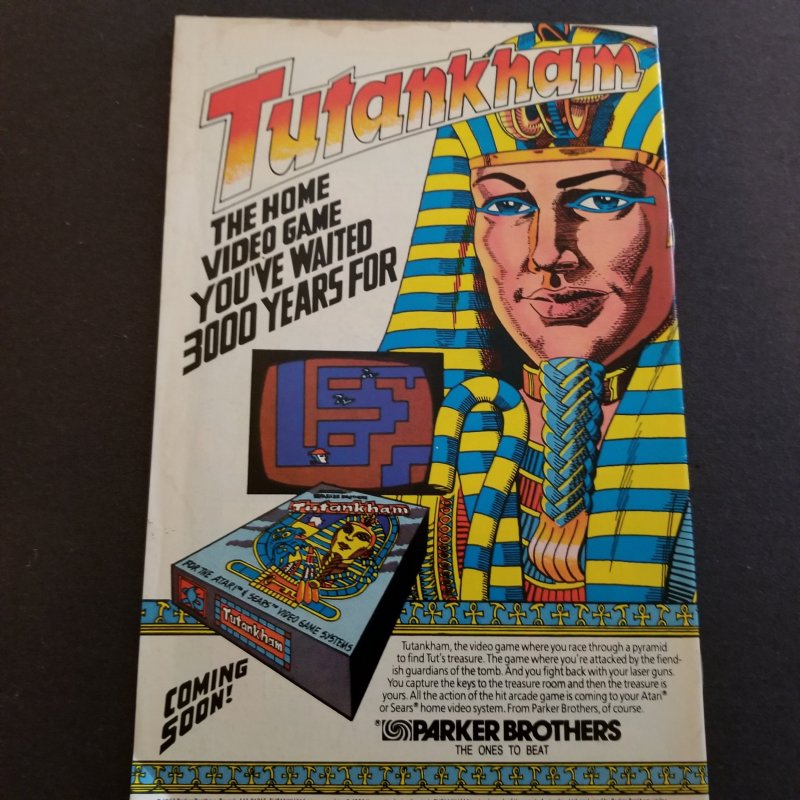 Tutankham
THE HOME
VIDEO GAME
YOU'VE WAITED
3000 YEARS FOR
PARKER BROTHERS
Tutankham
FOR THE ATARI™ & SEARS™ VIDEO GAME SYSTEMS
Tutankham
COMING
SOON!
Tutankham, the video game where you race through a pyramid
to find Tut's treasure. The game where you're attacked by the fiend-
ish guardians of the tomb. And you fight back with your laser guns.
You capture the keys to the treasure room and then the treasure is
yours. All the action of the hit arcade game is coming to your Atari®
or Sears® home video system. From Parker Brothers, of course.
PARKER BROTHERS
THE ONES TO BEAT